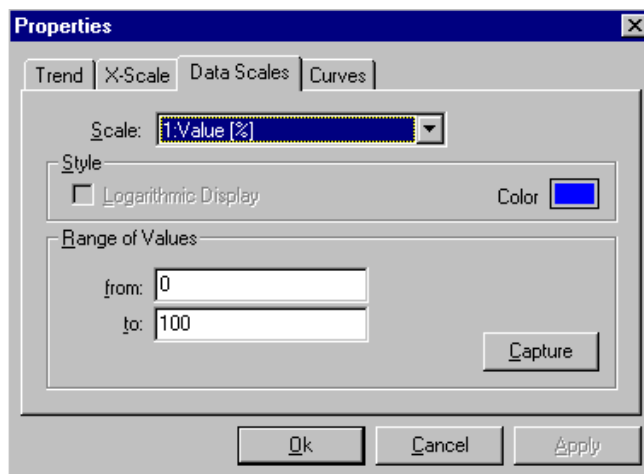 Properties
Trend X-Scale Data Scales Curves
Scale: 1:Value [%]
Style
Logarithmic Display Color
Range of Values
from: 0
to: 100
Capture
Ok Cancel Apply